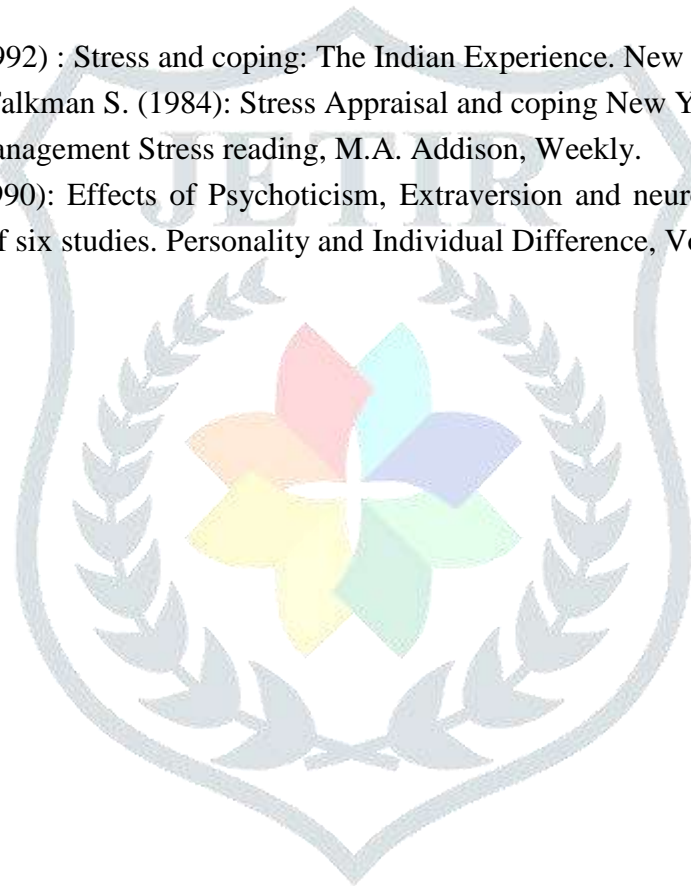 992) : Stress and coping: The Indian Experience. New
Falkman S. (1984): Stress Appraisal and coping New Y
anagement Stress reading, M.A. Addison, Weekly.
990): Effects of Psychoticism, Extraversion and neur
f six studies. Personality and Individual Difference, Vo
JETIR